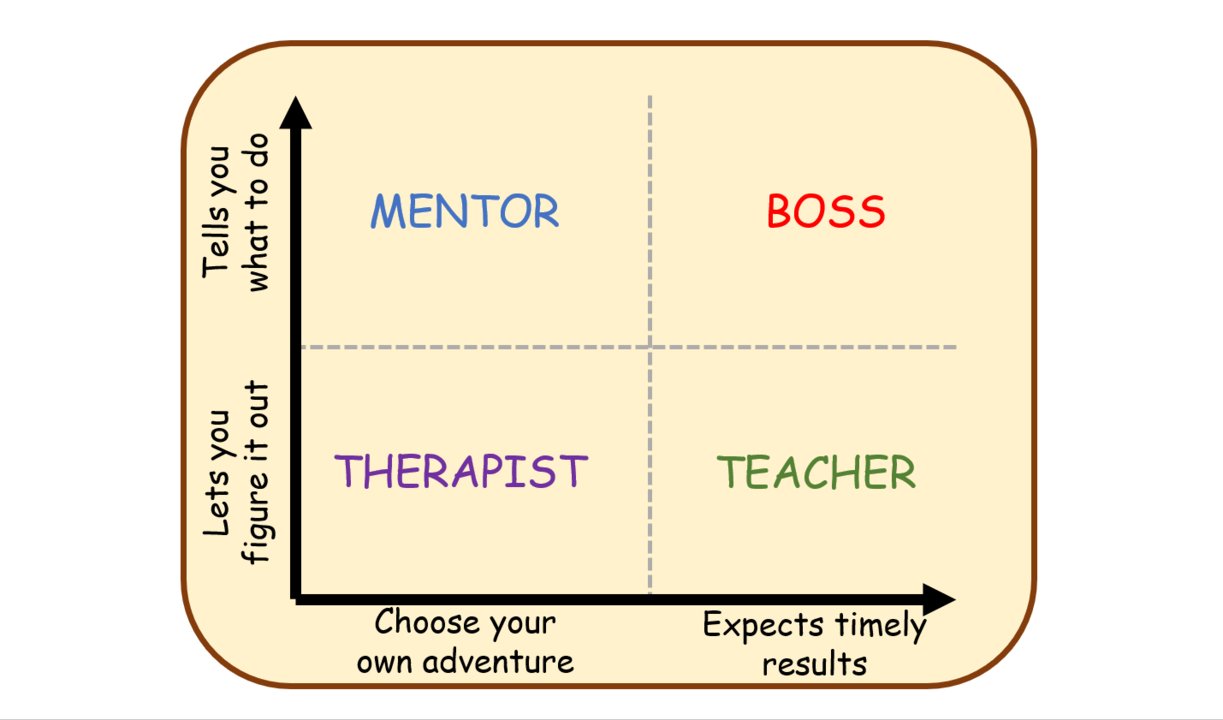 Tells you
what to do
MENTOR
BOSS
Lets you
figure it out
THERAPIST
TEACHER
Choose your
own adventure
Expects timely
results